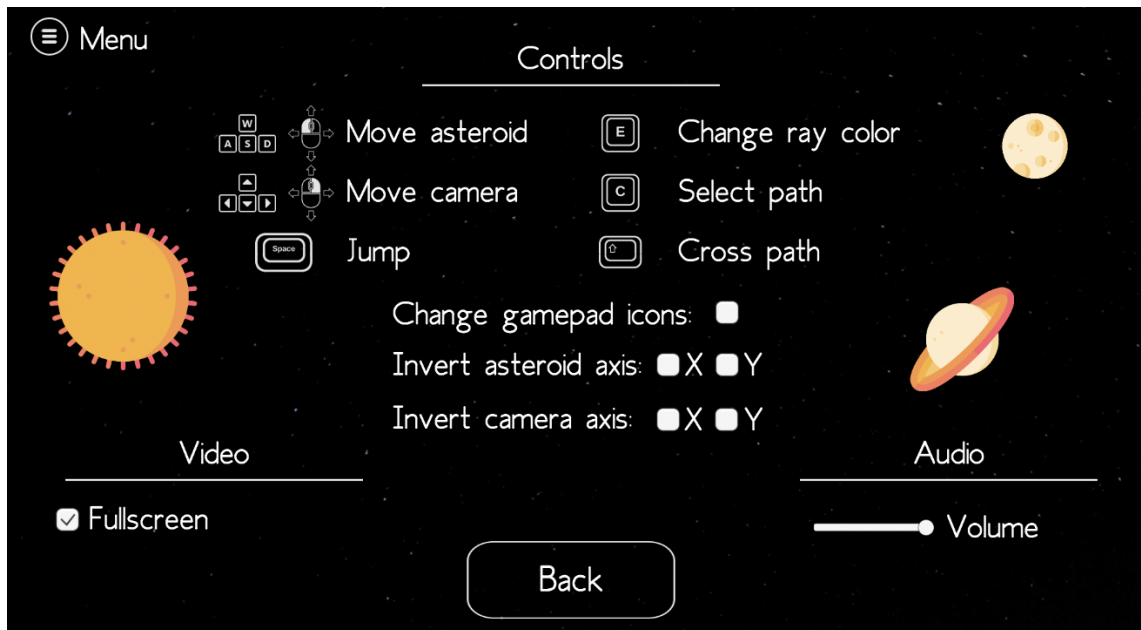 Menu
Controls
W
A S D
Move asteroid
E
Change ray color
Move camera
C
Select path
Space
Jump
Cross path
Change gamepad icons:
Invert asteroid axis: X Y
Invert camera axis: X Y
Video
Audio
Fullscreen
Volume
Back